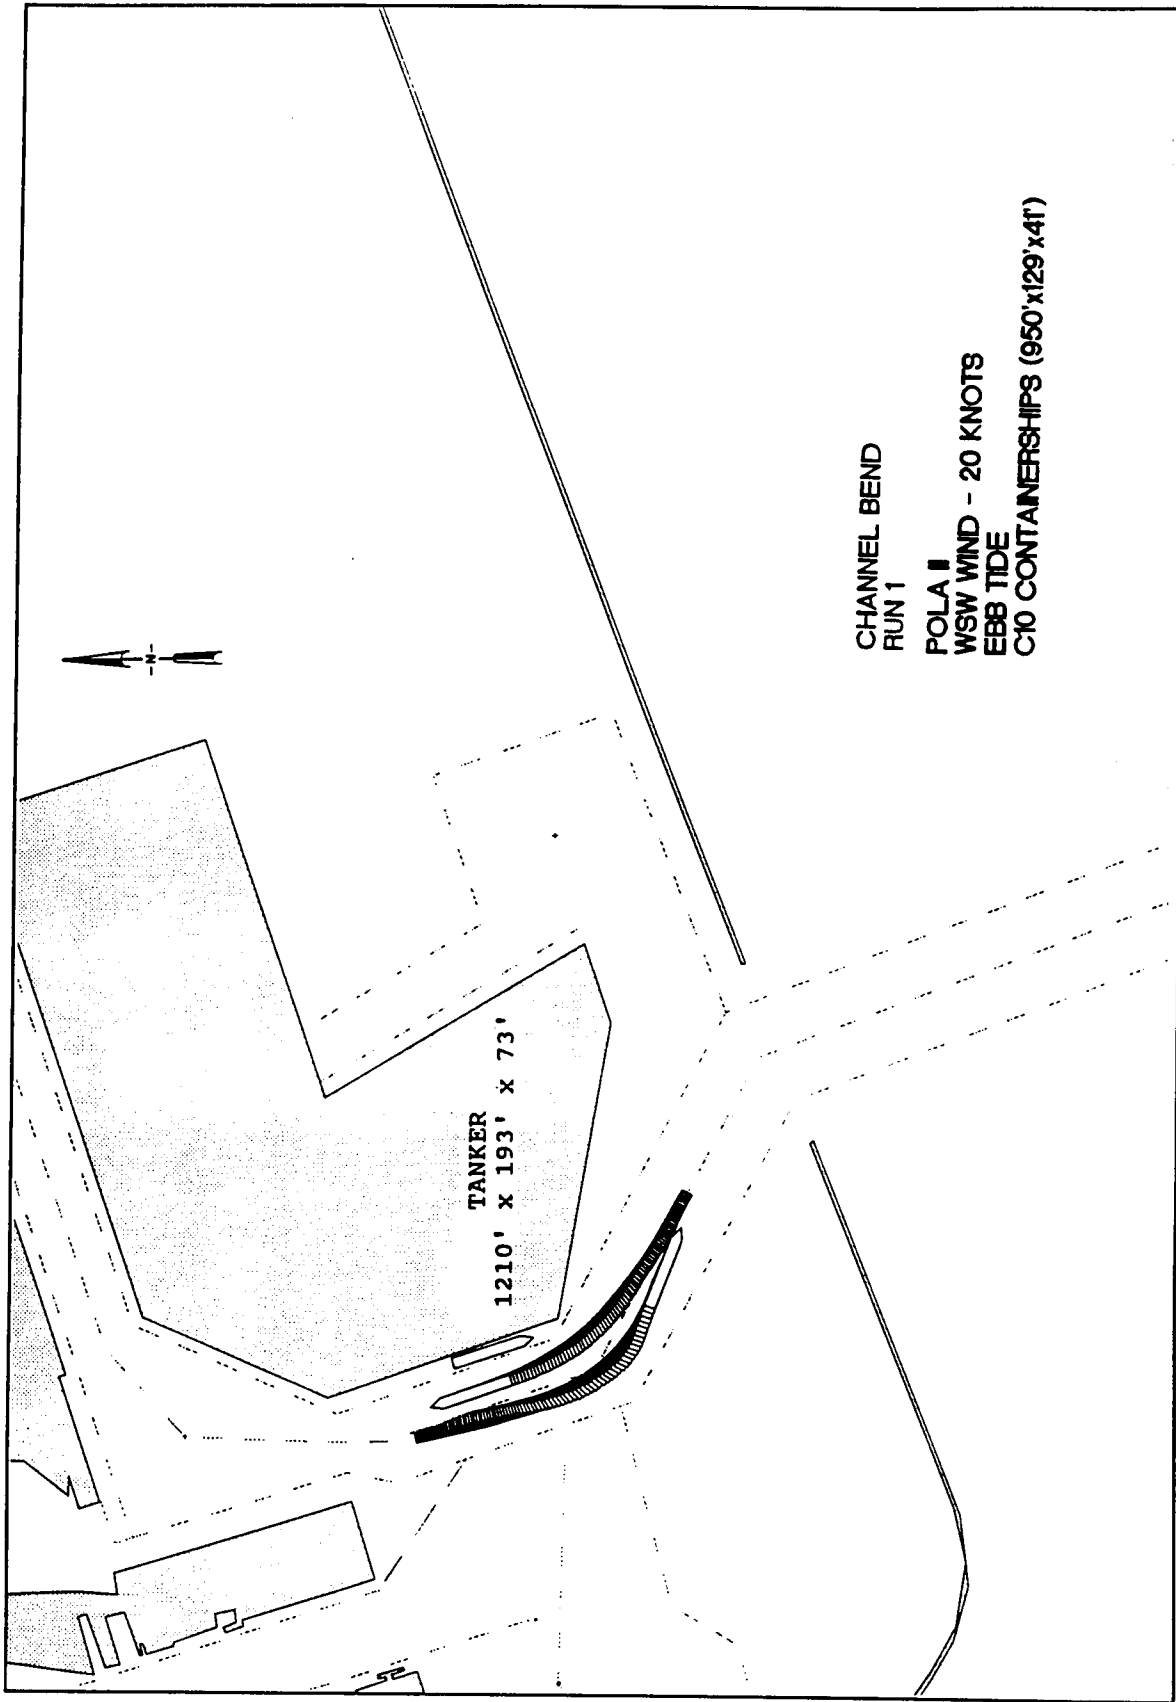 -N-
TANKER
1210' x 193' x 73'
CHANNEL BEND
RUN 1
POLA II
WSW WIND - 20 KNOTS
EBB TIDE
C10 CONTAINERSHIPS (950'x129'x41')